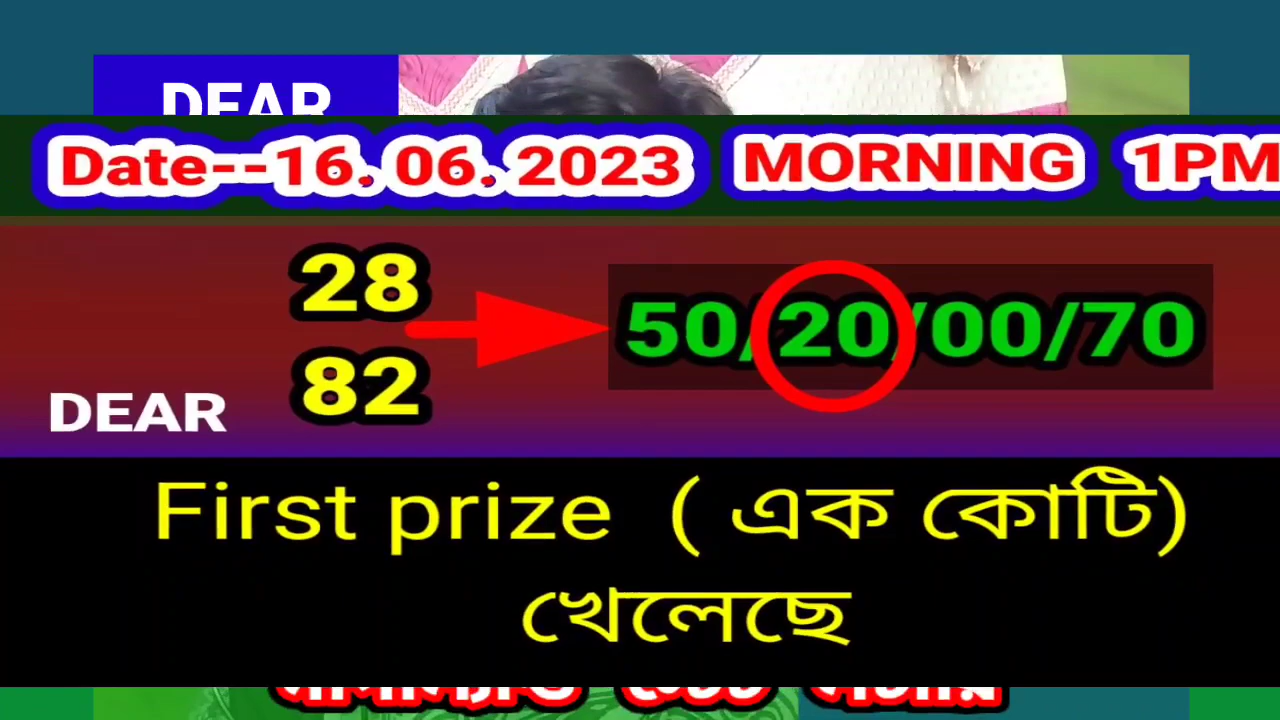 DEAR
Date--16. 06. 2023 MORNING 1PM
28
50/20/00/70
82
DEAR
First prize ( এক কোটি)
খেলেছে